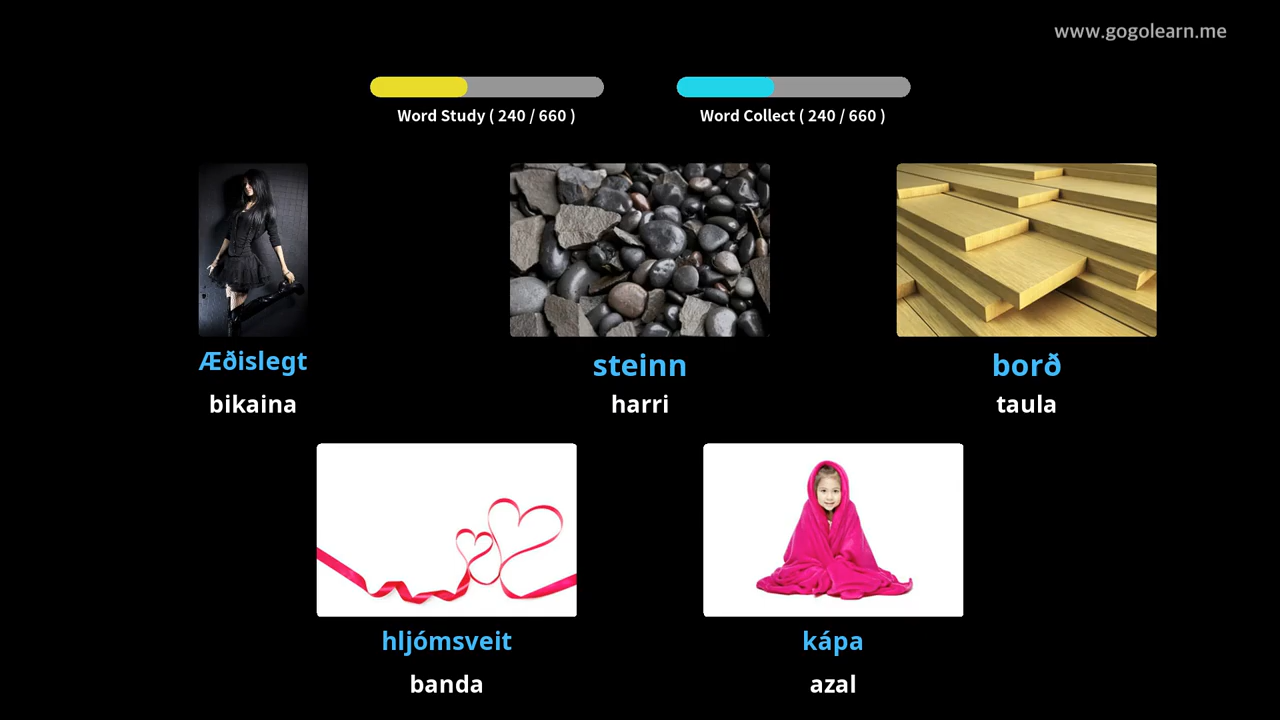 www.gogolearn.me
Word Study ( 240 / 660 )
Word Collect ( 240 / 660 )
Æðislegt
steinn
borð
bikaina
harri
taula
hljómsveit
kápa
banda
azal